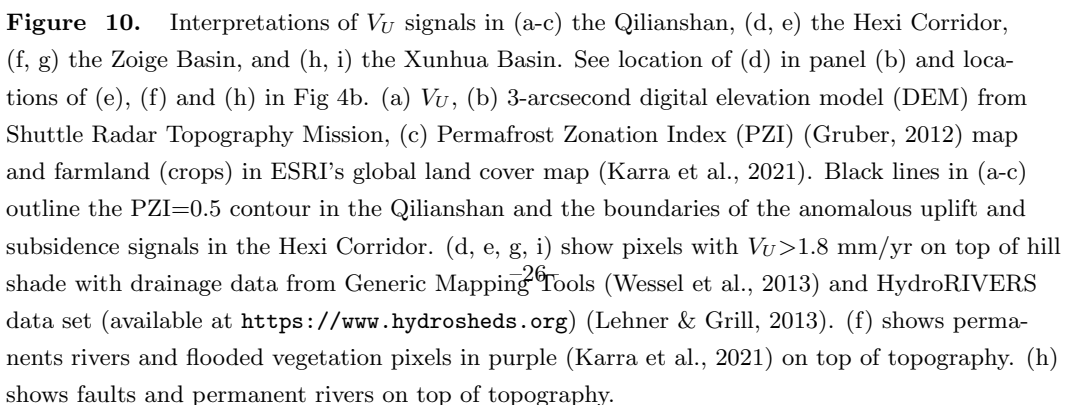 Figure 10. Interpretations of V_U signals in (a-c) the Qilianshan, (d, e) the Hexi Corridor,
(f, g) the Zoige Basin, and (h, i) the Xunhua Basin. See location of (d) in panel (b) and loca-
tions of (e), (f) and (h) in Fig 4b. (a) V_U, (b) 3-arcsecond digital elevation model (DEM) from
Shuttle Radar Topography Mission, (c) Permafrost Zonation Index (PZI) (Gruber, 2012) map
and farmland (crops) in ESRI's global land cover map (Karra et al., 2021). Black lines in (a-c)
outline the PZI=0.5 contour in the Qilianshan and the boundaries of the anomalous uplift and
subsidence signals in the Hexi Corridor. (d, e, g, i) show pixels with V_U>1.8 mm/yr on top of hill
shade with drainage data from Generic Mapping Tools (Wessel et al., 2013) and HydroRIVERS
–26–
data set (available at https://www.hydrosheds.org) (Lehner & Grill, 2013). (f) shows perma-
nents rivers and flooded vegetation pixels in purple (Karra et al., 2021) on top of topography. (h)
shows faults and permanent rivers on top of topography.